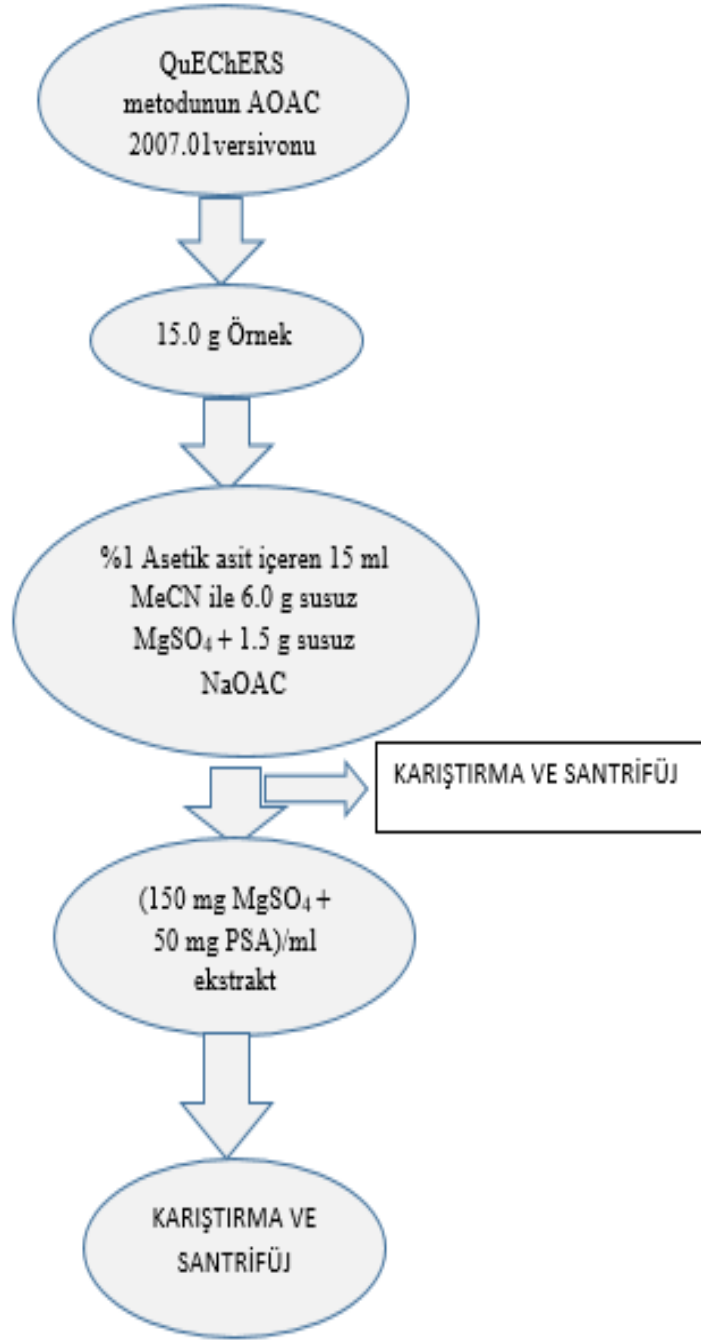 QuEChERS
metodunun AOAC
2007.01versivonu
15.0 g Örnek
%1 Asetik asit içeren 15 ml
MeCN ile 6.0 g susuz
MgSO₄ + 1.5 g susuz
NaOAC
KARIŞTIRMA VE SANTRİFÜJ
(150 mg MgSO₄ +
50 mg PSA)/ml
ekstrakt
KARIŞTIRMA VE
SANTRİFÜJ